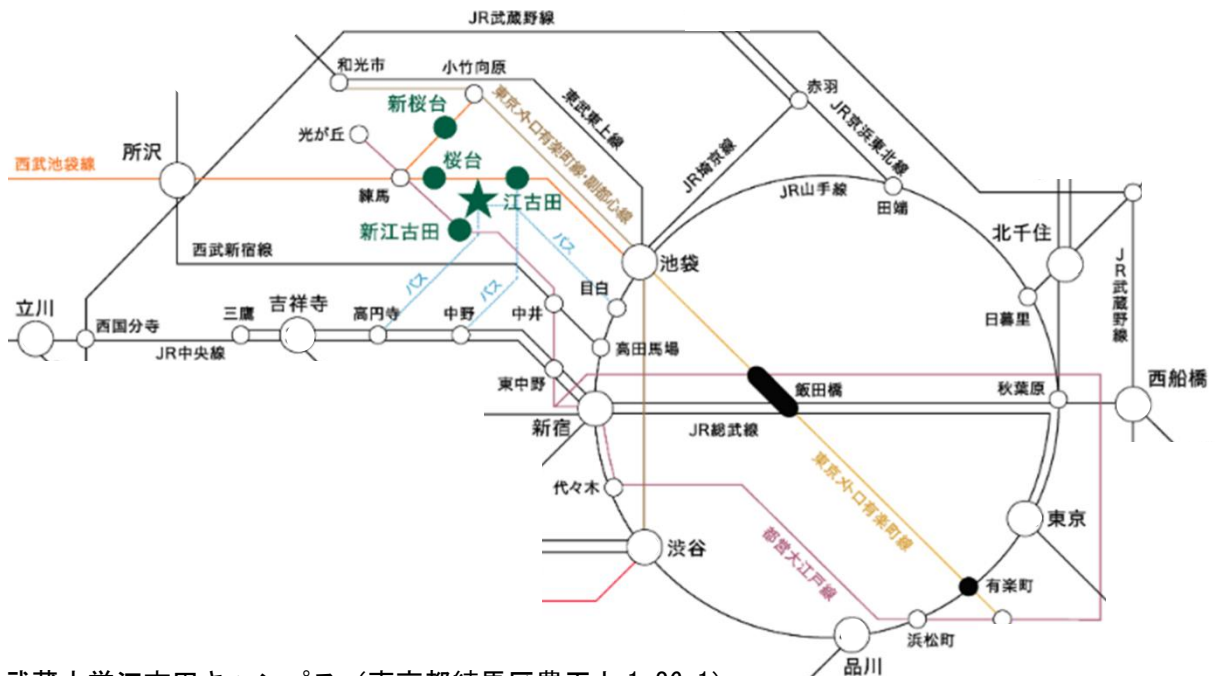 JR武蔵野線
和光市
小竹向原
赤羽
新桜台
東京メトロ有楽町線・副都心線
東武東上線
JR京浜東北線
光が丘
所沢
桜台
JR埼京線
西武池袋線
練馬
JR山手線
江古田
田端
新江古田
北千住
西武新宿線
バス
池袋
バス
バス
目白
JR武蔵野線
立川
吉祥寺
日暮里
西国分寺
三鷹
高円寺
中野
中井
JR中央線
高田馬場
東中野
飯田橋
秋葉原
西船橋
新宿
JR総武線
代々木
東京メトロ有楽町線
東京
渋谷
都営大江戸線
有楽町
浜松町
品川